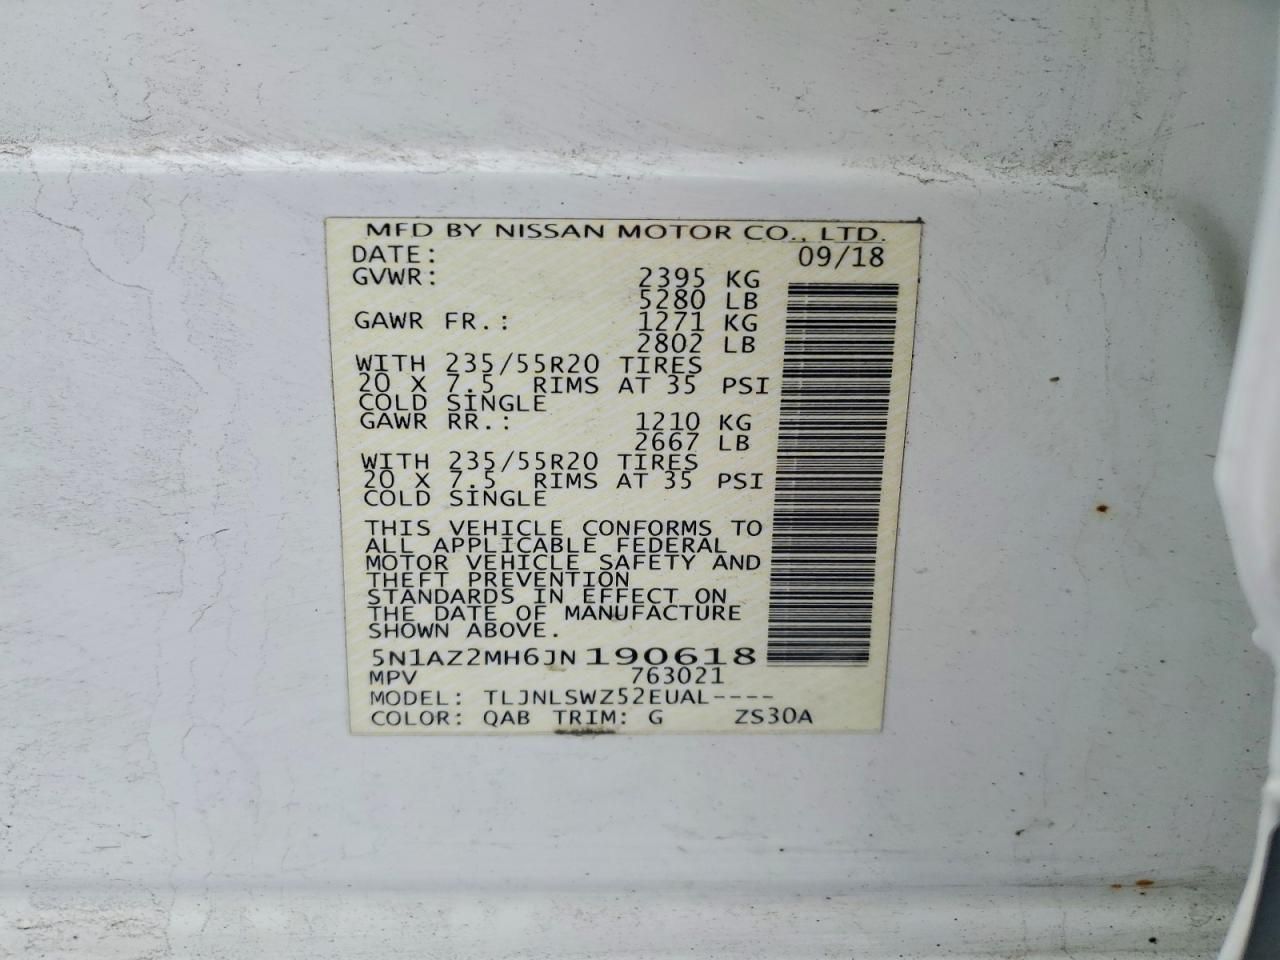 MFD BY NISSAN MOTOR CO., LTD.
DATE: 09/18
GVWR: 2395 KG
5280 LB
GAWR FR.: 1271 KG
2802 LB
WITH 235/55R20 TIRES
20 X 7.5 RIMS AT 35 PSI
COLD SINGLE
GAWR RR.: 1210 KG
2667 LB
WITH 235/55R20 TIRES
20 X 7.5 RIMS AT 35 PSI
COLD SINGLE
THIS VEHICLE CONFORMS TO
ALL APPLICABLE FEDERAL
MOTOR VEHICLE SAFETY AND
THEFT PREVENTION
STANDARDS IN EFFECT ON
THE DATE OF MANUFACTURE
SHOWN ABOVE.
5N1AZ2MH6JN190618
MPV 763021
MODEL: TLJNLSWZ52EUAL----
COLOR: QAB TRIM: G ZS30A